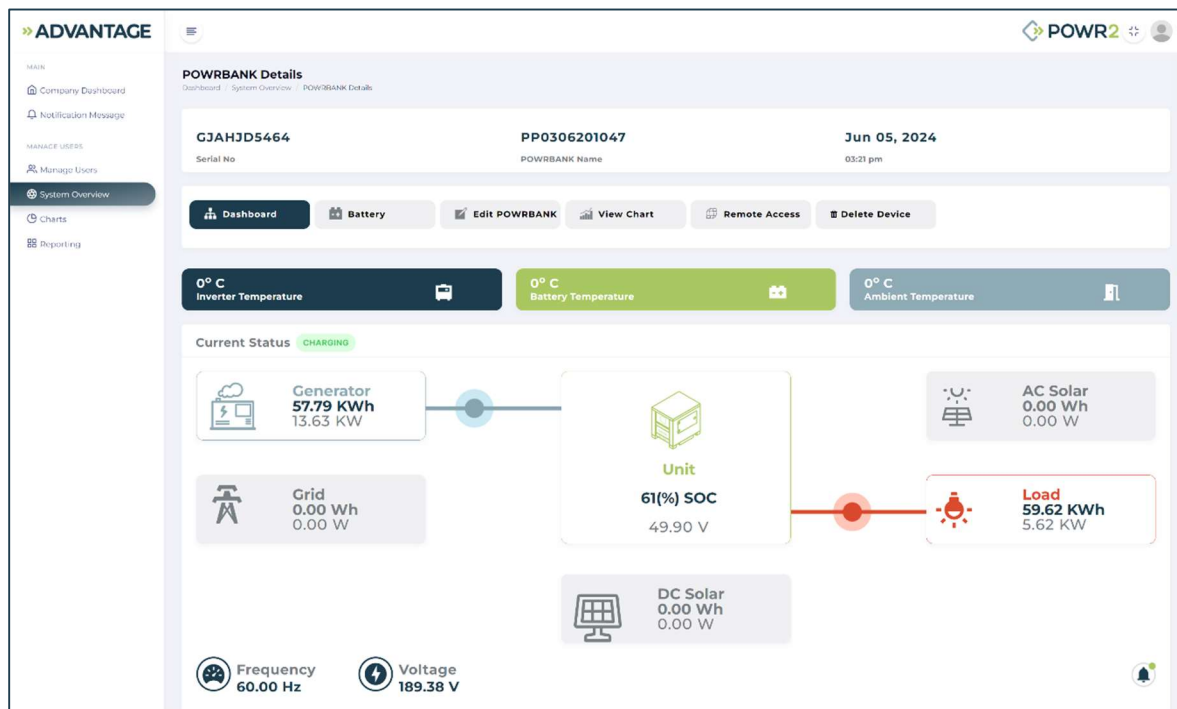 » ADVANTAGE
POWR2
MAIN
Company Dashboard
Notification Message
MANAGE USERS
Manage Users
System Overview
Charts
Reporting
POWRBANK Details
Dashboard / System Overview / POWRBANK Details
GJAHJD5464
Serial No
PP0306201047
POWRBANK Name
Jun 05, 2024
03:21 pm
Dashboard
Battery
Edit POWRBANK
View Chart
Remote Access
Delete Device
0° C
Inverter Temperature
0° C
Battery Temperature
0° C
Ambient Temperature
Current Status CHARGING
Generator
57.79 KWh
13.63 KW
Grid
0.00 Wh
0.00 W
Unit
61(%) SOC
49.90 V
AC Solar
0.00 Wh
0.00 W
Load
59.62 KWh
5.62 KW
DC Solar
0.00 Wh
0.00 W
Frequency
60.00 Hz
Voltage
189.38 V